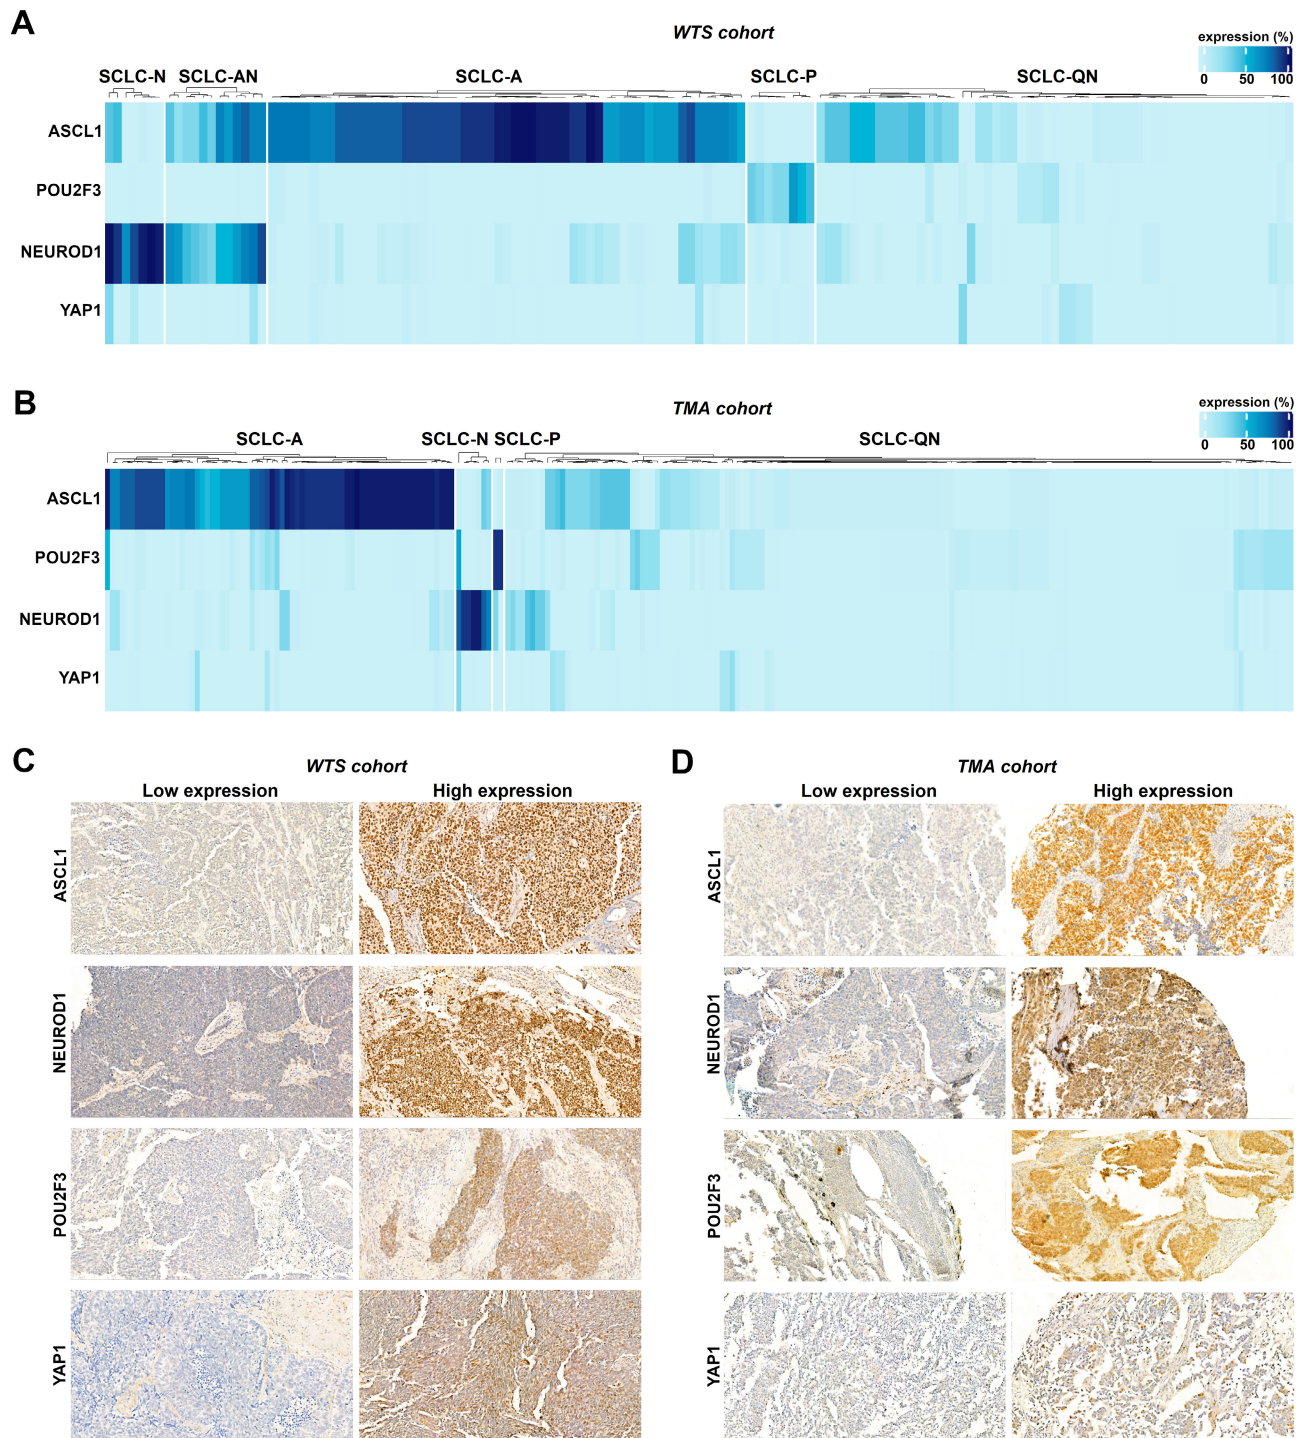 A
WTS cohort
expression (%)
0 50 100
SCLC-N SCLC-AN SCLC-A SCLC-P SCLC-QN
ASCL1
POU2F3
NEUROD1
YAP1
B
TMA cohort
expression (%)
0 50 100
SCLC-A SCLC-N SCLC-P SCLC-QN
ASCL1
POU2F3
NEUROD1
YAP1
C
WTS cohort
Low expression High expression
ASCL1
NEUROD1
POU2F3
YAP1
D
TMA cohort
Low expression High expression
ASCL1
NEUROD1
POU2F3
YAP1